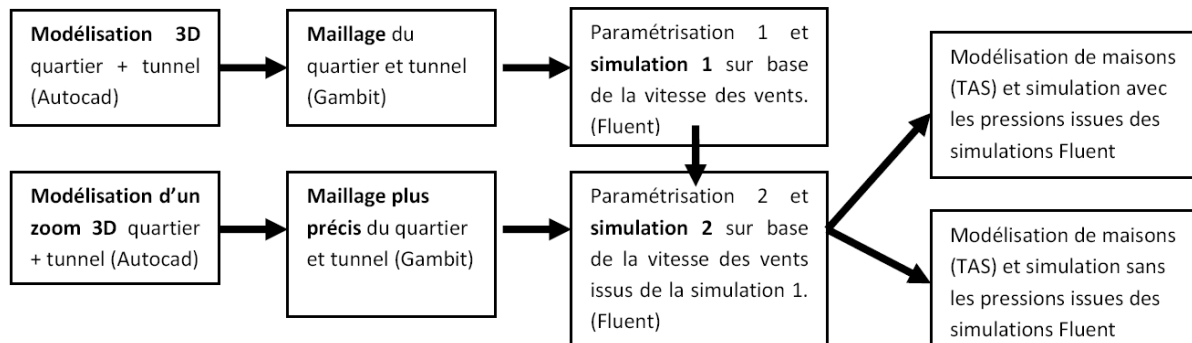 Modélisation 3D
quartier + tunnel
(Autocad)
Maillage du
quartier et tunnel
(Gambit)
Paramétrisation 1 et
simulation 1 sur base
de la vitesse des vents.
(Fluent)
Modélisation de maisons
(TAS) et simulation avec
les pressions issues des
simulations Fluent
Modélisation d’un
zoom 3D quartier
+ tunnel (Autocad)
Maillage plus
précis du quartier
et tunnel (Gambit)
Paramétrisation 2 et
simulation 2 sur base
de la vitesse des vents
issus de la simulation 1.
(Fluent)
Modélisation de maisons
(TAS) et simulation sans
les pressions issues des
simulations Fluent